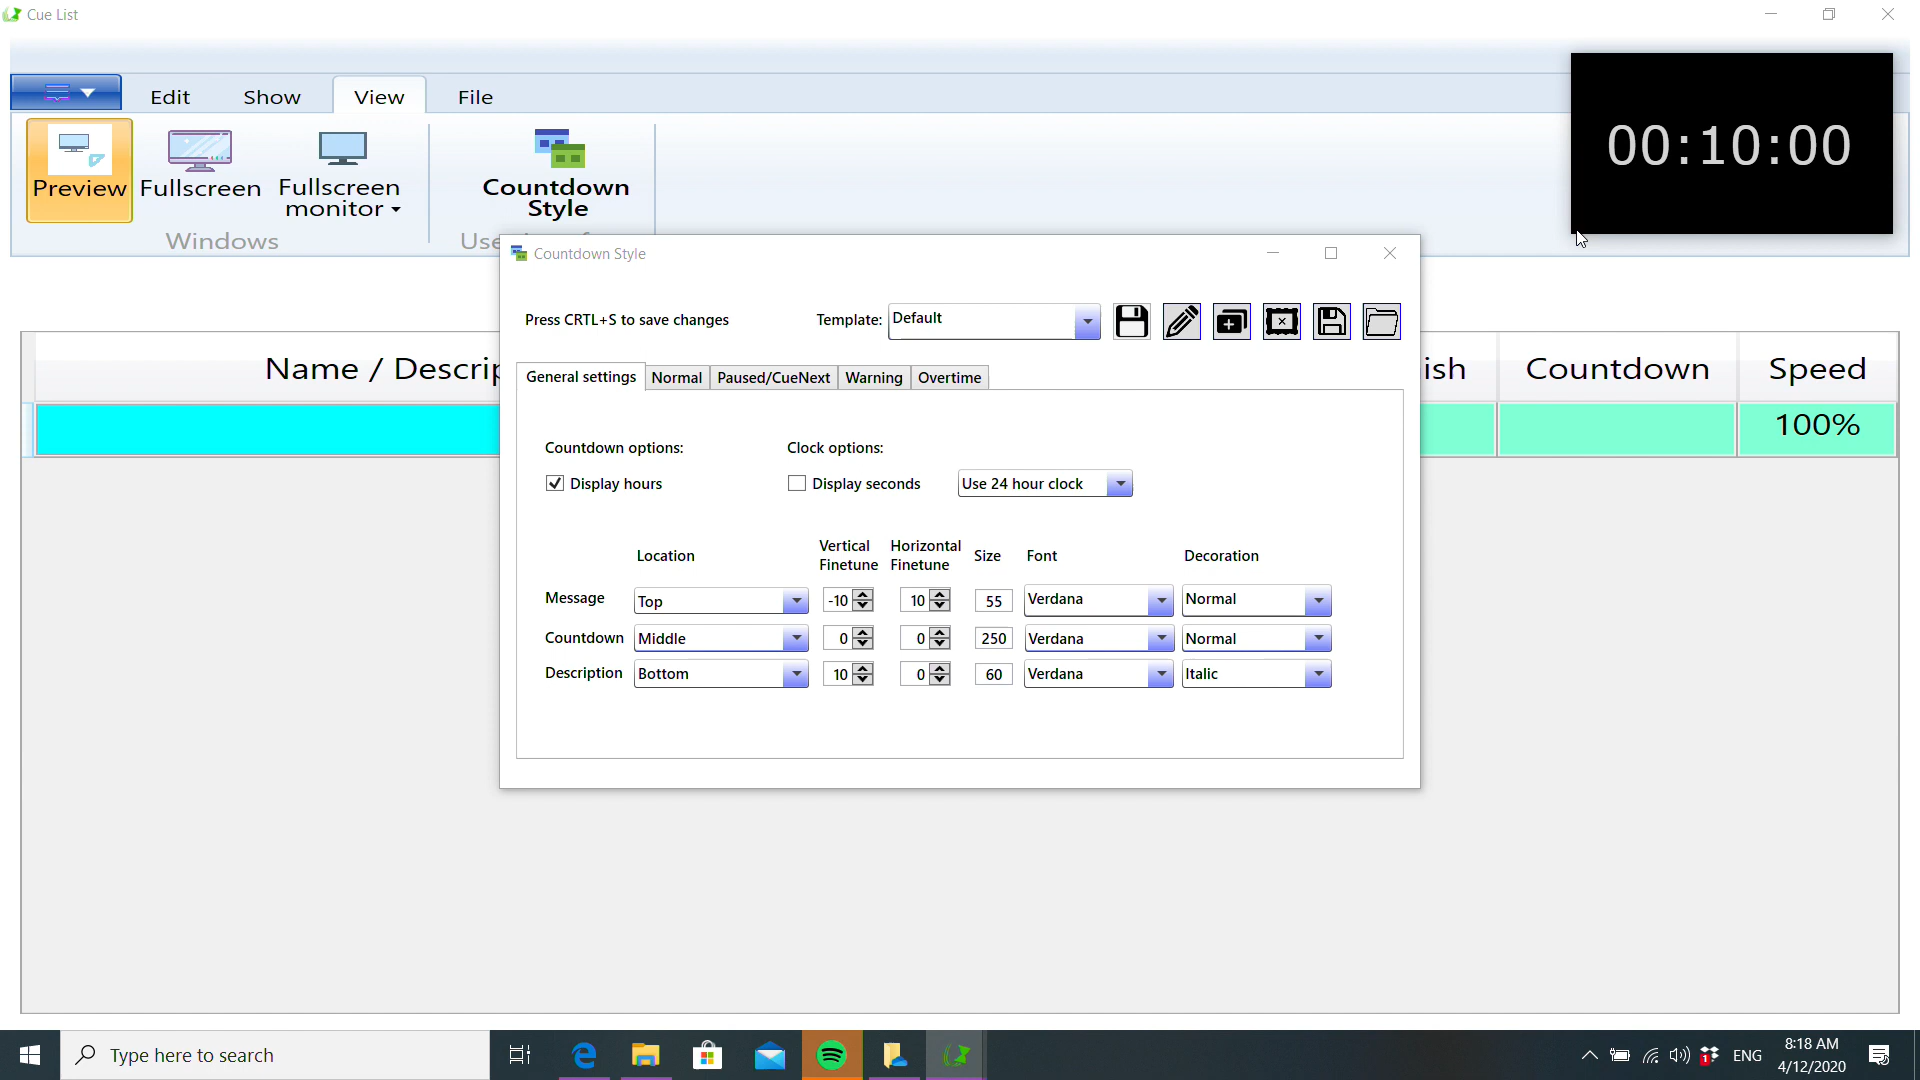 Cue List
Edit Show View File
00:10:00
Preview Fullscreen Fullscreen monitor Countdown Style
Windows
Countdown Style
Press CRTL+S to save changes Template: Default
Name / Countdown Speed
General settings Normal Paused/CueNext Warning Overtime
100%
Countdown options: Clock options:
Display hours Display seconds Use 24 hour clock
Location Vertical Finetune Horizontal Finetune Size Font Decoration
Message Top -10 10 55 Verdana Normal
Countdown Middle 0 0 250 Verdana Normal
Description Bottom 10 0 60 Verdana Italic
Type here to search
1
ENG
8:18 AM
4/12/2020